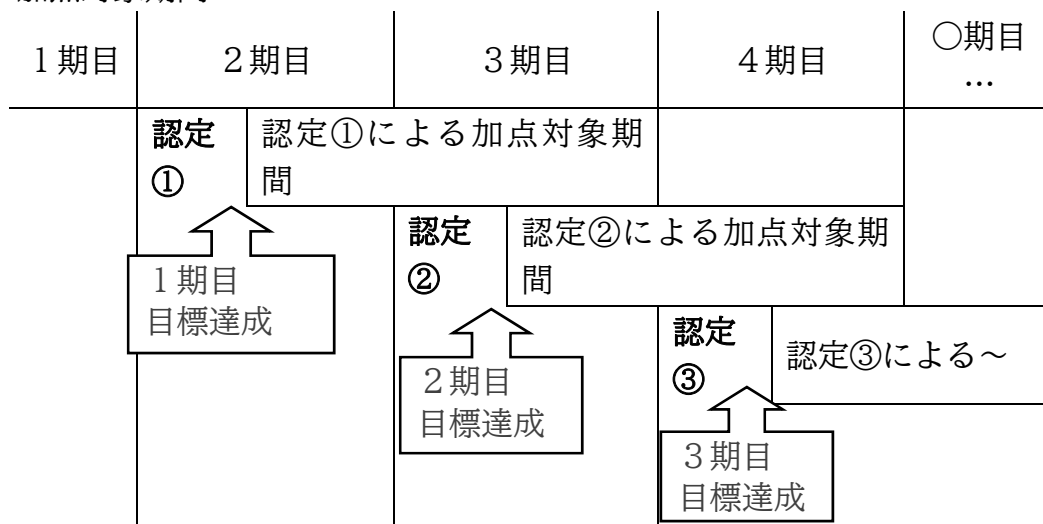 １期目
２期目
３期目
４期目
○期目
…
認定
①
認定①による加点対象期
間
１期目
目標達成
認定
②
認定②による加点対象期
間
２期目
目標達成
認定
③
認定③による～
３期目
目標達成